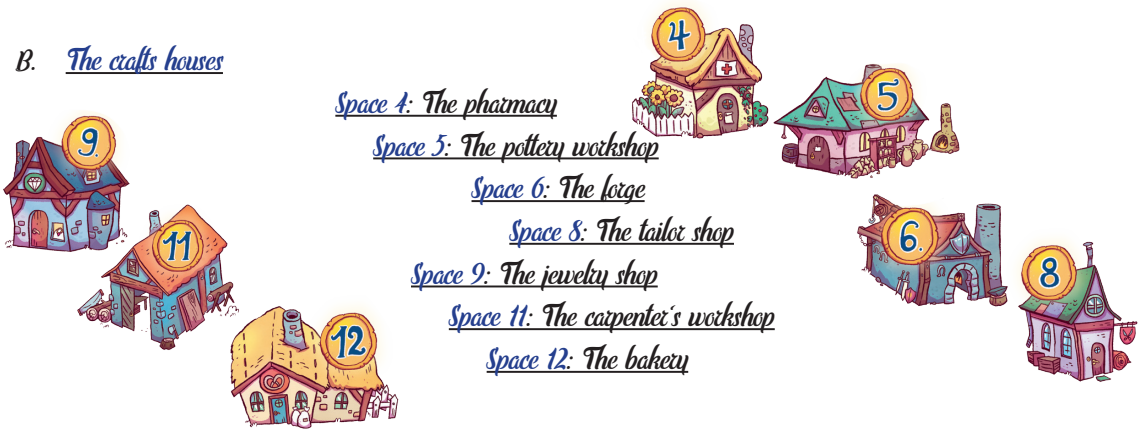 B. The crafts houses
Space 4: The pharmacy
Space 5: The pottery workshop
Space 6: The forge
Space 8: The tailor shop
Space 9: The jewelry shop
Space 11: The carpenter's workshop
Space 12: The bakery
4
5
9.
6.
11
8
12